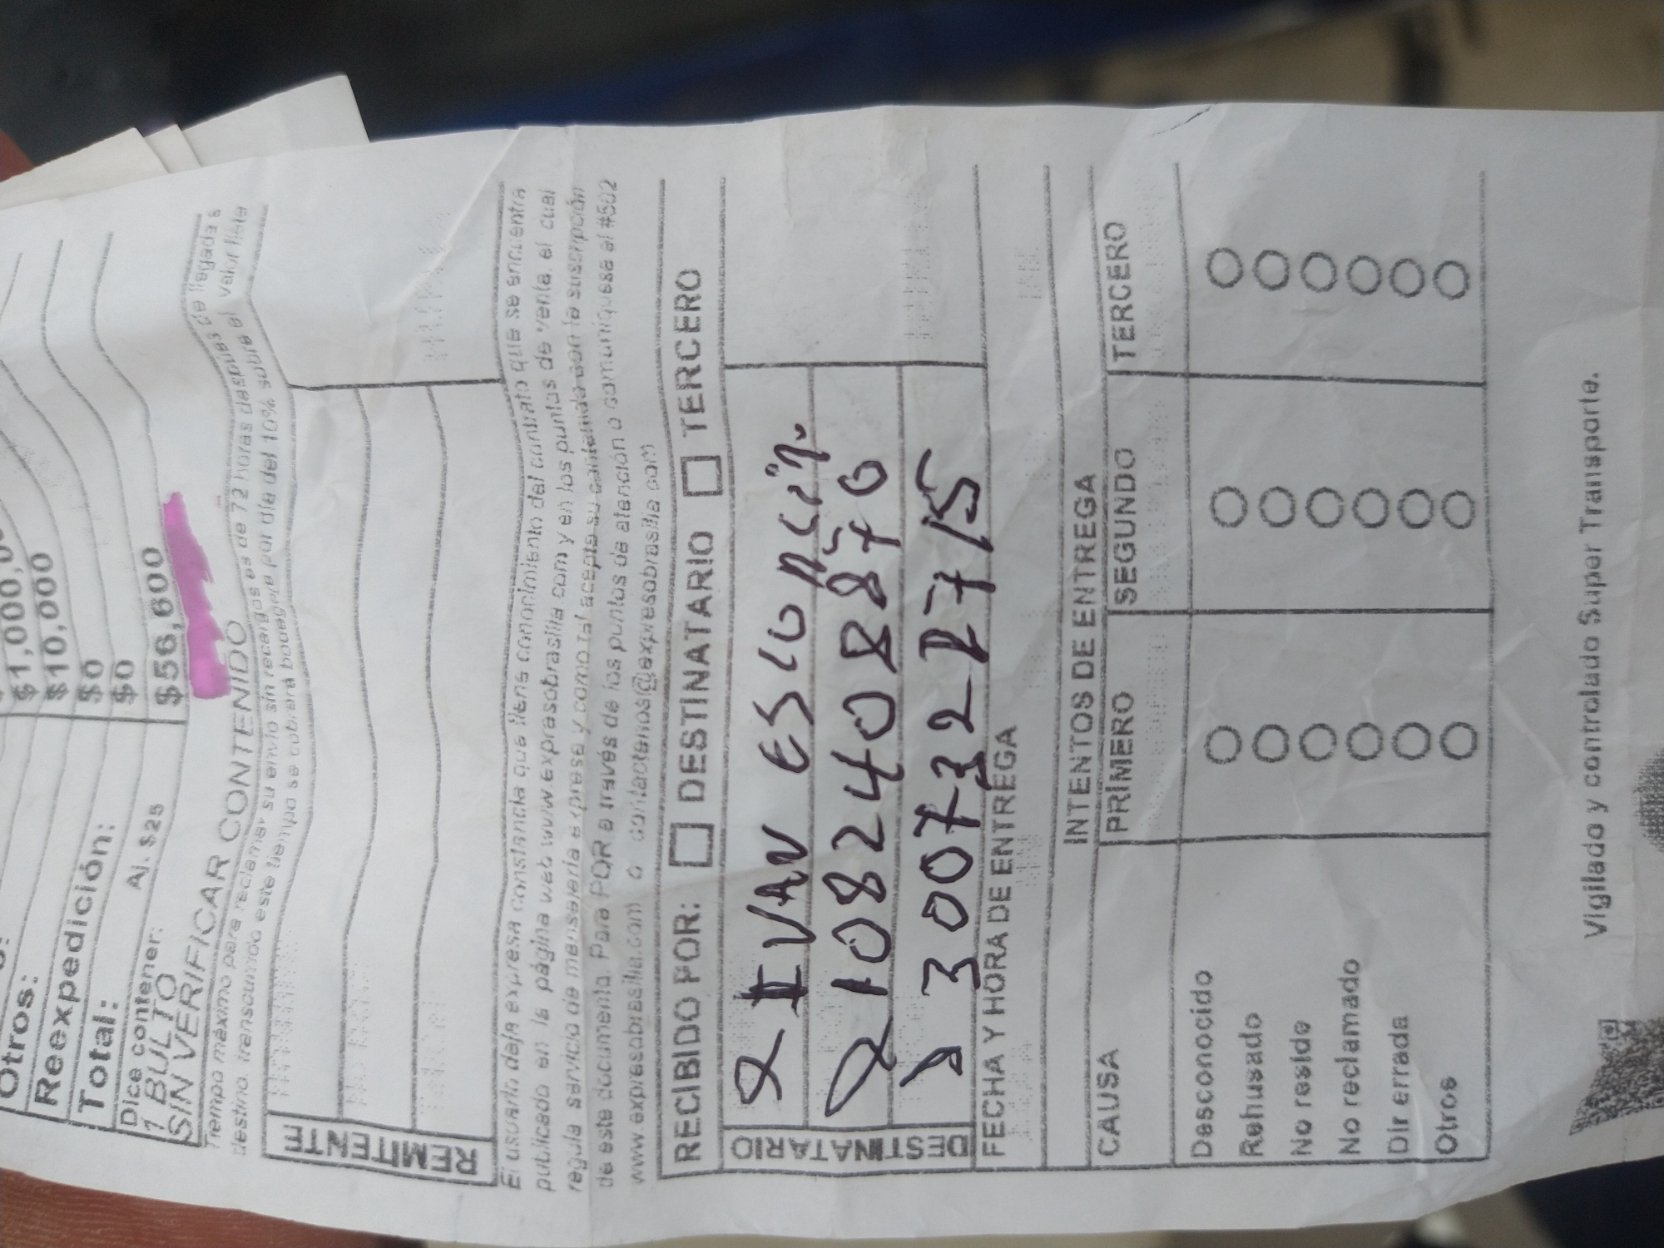 Otros:
$1,000,0
Reexpedición: $10,000
$0
Total: $0
Dice contener: Aj. $25 $56,600
1 BULTO
SIN VERIFICAR CONTENIDO
Tiempo máximo para reclamar su envío sin recargos es de 72 horas después de llegada a
destino, transcurrido este tiempo se cobrará bodegaje por día del 10% sobre el valor flete
REMITENTE
El usuario deja expresa constancia que tiene conocimiento del contrato que se encuentra
publicado en la página web www.expresobrasilia.com y en los puntos de venta el cual
regula servicio de mensajería expresa y como tal acepta su contenido con la suscripción
de este documento. Para PQR a través de los puntos de atención o comuníquese al #502
www.expresobrasilia.com o contactenos@expresobrasilia.com
RECIBIDO POR: DESTINATARIO TERCERO
DESTINATARIO
IVAN
1082408870
FECHA Y HORA DE ENTREGA
INTENTOS DE ENTREGA
CAUSA PRIMERO SEGUNDO TERCERO
Desconocido
Rehusado
No reside
No reclamado
Dir errada
Otros
Vigilado y controlado Super Transporte.